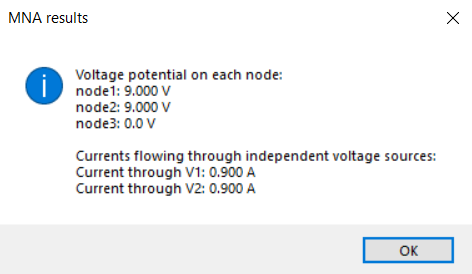 MNA results
Voltage potential on each node:
node1: 9.000 V
node2: 9.000 V
node3: 0.0 V
Currents flowing through independent voltage sources:
Current through V1: 0.900 A
Current through V2: 0.900 A
OK